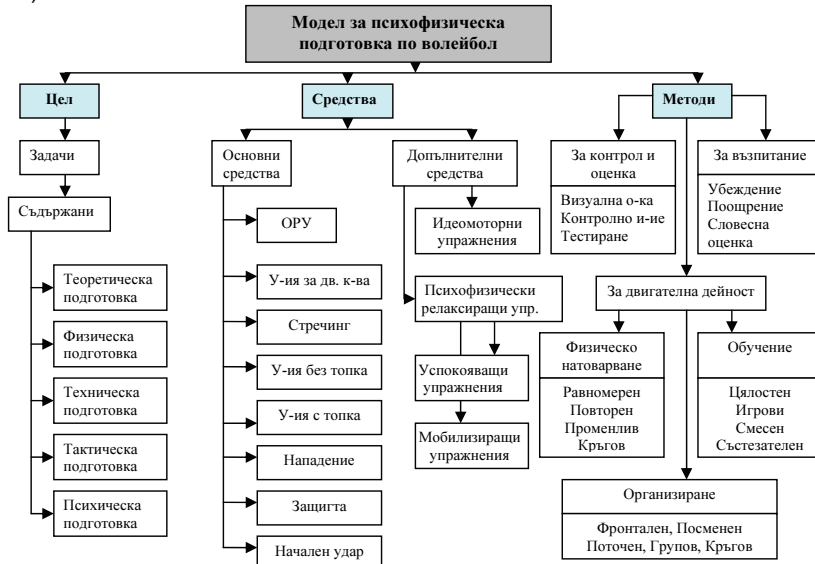 Модел за психофизическа
подготовка по волейбол
Цел
Средства
Методи
Задачи
Съдържани
Теоретическа
подготовка
Физическа
подготовка
Техническа
подготовка
Тактическа
подготовка
Психическа
подготовка
Основни
средства
ОРУ
У-ия за дв. к-ва
Стречинг
У-ия без топка
У-ия с топка
Нападение
Защигта
Начален удар
Допълнителни
средства
Идеомоторни
упражнения
Психофизически
релаксиращи упр.
Успокояващи
упражнения
Мобилизиращи
упражнения
За контрол и
оценка
Визуална о-ка
Контролно и-ие
Тестиране
За възпитание
Убеждение
Поощрение
Словесна
оценка
За двигателна дейност
Физическо
натоварване
Равномерен
Повторен
Променлив
Кръгов
Обучение
Цялостен
Игрови
Смесен
Състезателен
Организиране
Фронтален, Посменен
Поточен, Групов, Кръгов